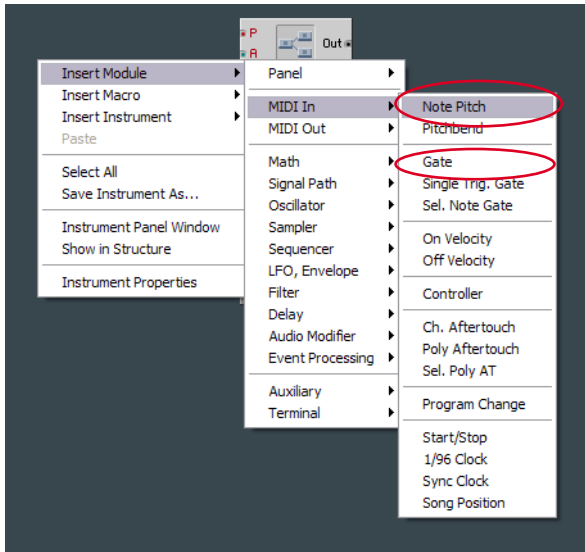 P
A
Out
Insert Module
Insert Macro
Insert Instrument
Paste
Select All
Save Instrument As...
Instrument Panel Window
Show in Structure
Instrument Properties
Panel
MIDI In
MIDI Out
Math
Signal Path
Oscillator
Sampler
Sequencer
LFO, Envelope
Filter
Delay
Audio Modifier
Event Processing
Auxiliary
Terminal
Note Pitch
Pitchbend
Gate
Single Trig. Gate
Sel. Note Gate
On Velocity
Off Velocity
Controller
Ch. Aftertouch
Poly Aftertouch
Sel. Poly AT
Program Change
Start/Stop
1/96 Clock
Sync Clock
Song Position